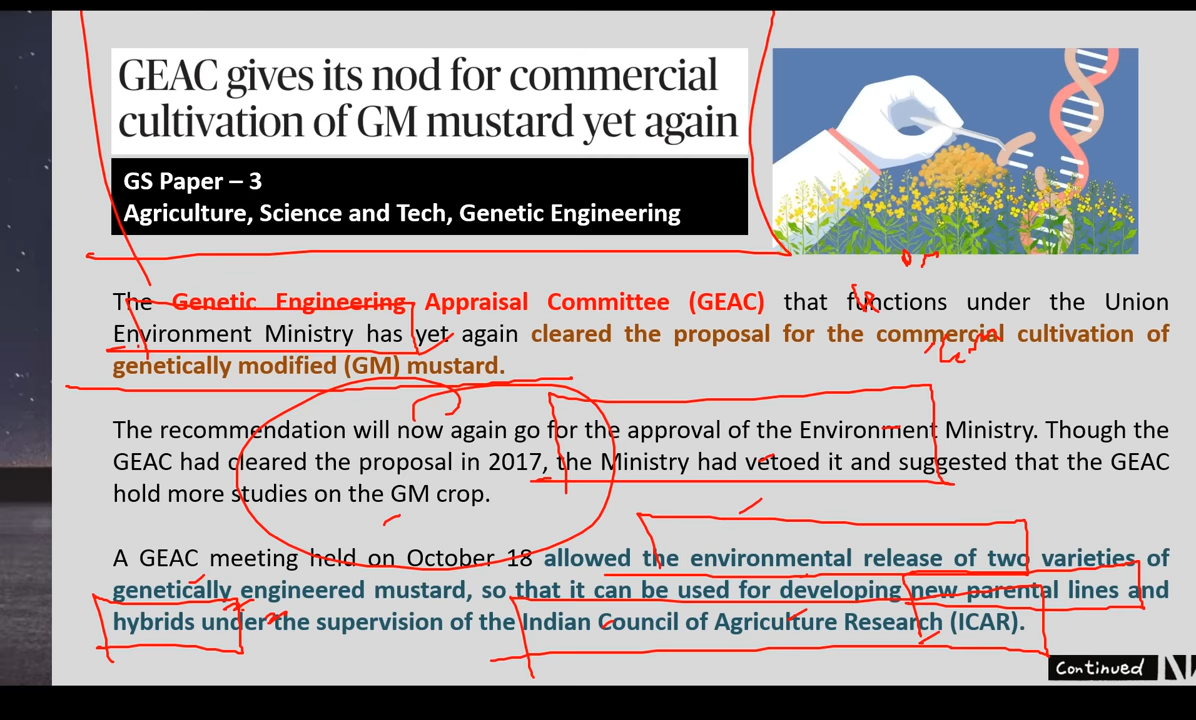 GEAC gives its nod for commercial
cultivation of GM mustard yet again
GS Paper – 3
Agriculture, Science and Tech, Genetic Engineering
The Genetic Engineering Appraisal Committee (GEAC) that functions under the Union
Environment Ministry has yet again cleared the proposal for the commercial cultivation of
genetically modified (GM) mustard.
The recommendation will now again go for the approval of the Environment Ministry. Though the
GEAC had cleared the proposal in 2017, the Ministry had vetoed it and suggested that the GEAC
hold more studies on the GM crop.
A GEAC meeting held on October 18 allowed the environmental release of two varieties of
genetically engineered mustard, so that it can be used for developing new parental lines and
hybrids under the supervision of the Indian Council of Agriculture Research (ICAR).
Continued